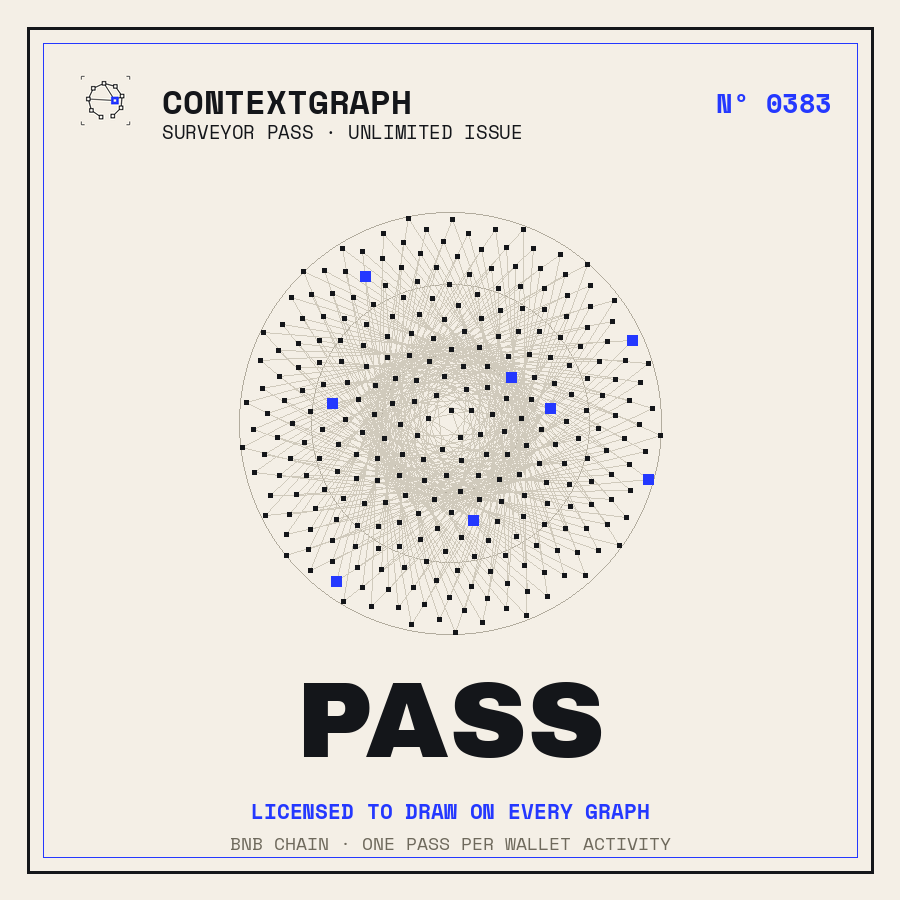 CONTEXTGRAPH
N° 0383
SURVEYOR PASS · UNLIMITED ISSUE
PASS
LICENSED TO DRAW ON EVERY GRAPH
BNB CHAIN · ONE PASS PER WALLET ACTIVITY